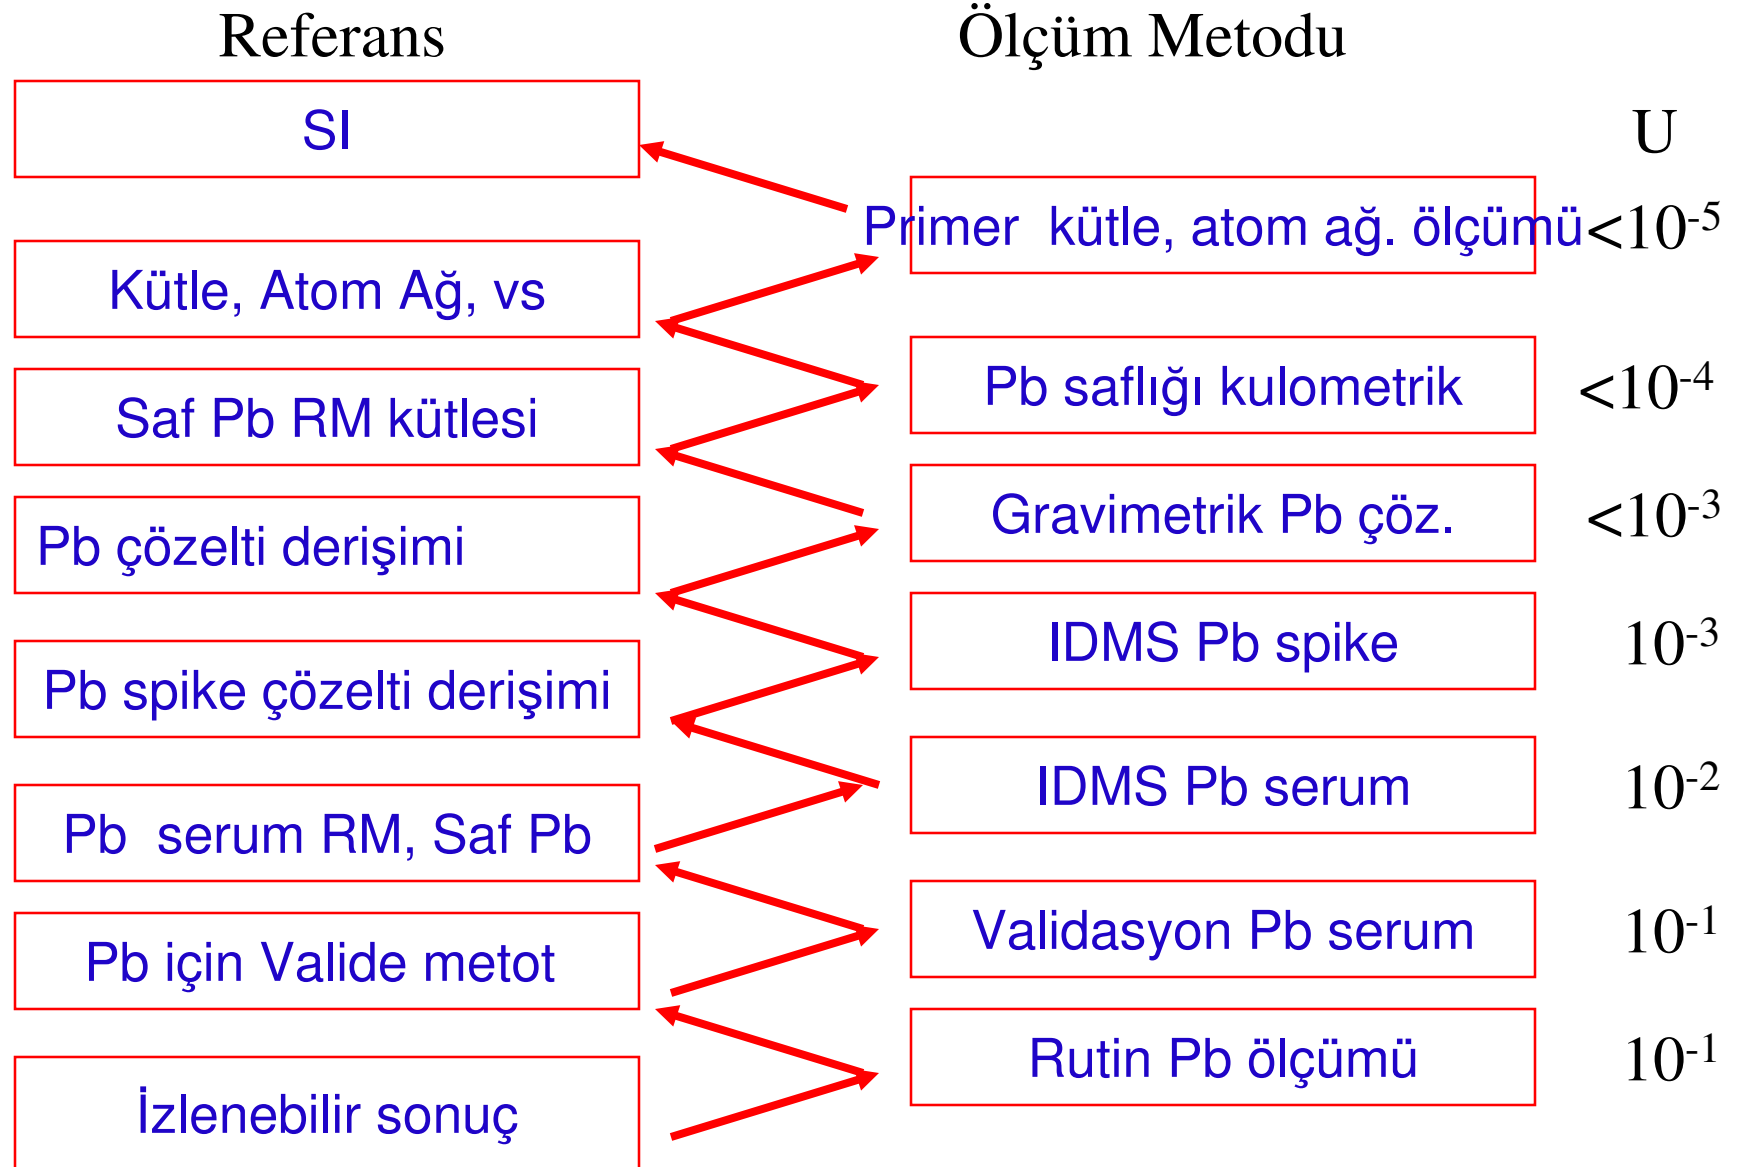 Referans
Ölçüm Metodu
SI
U
Primer kütle, atom ağ. ölçümü
<10-5
Kütle, Atom Ağ, vs
Pb saflığı kulometrik
<10-4
Saf Pb RM kütlesi
Gravimetrik Pb çöz.
<10-3
Pb çözelti derişimi
IDMS Pb spike
10-3
Pb spike çözelti derişimi
IDMS Pb serum
10-2
Pb serum RM, Saf Pb
Validasyon Pb serum
10-1
Pb için Valide metot
Rutin Pb ölçümü
10-1
İzlenebilir sonuç